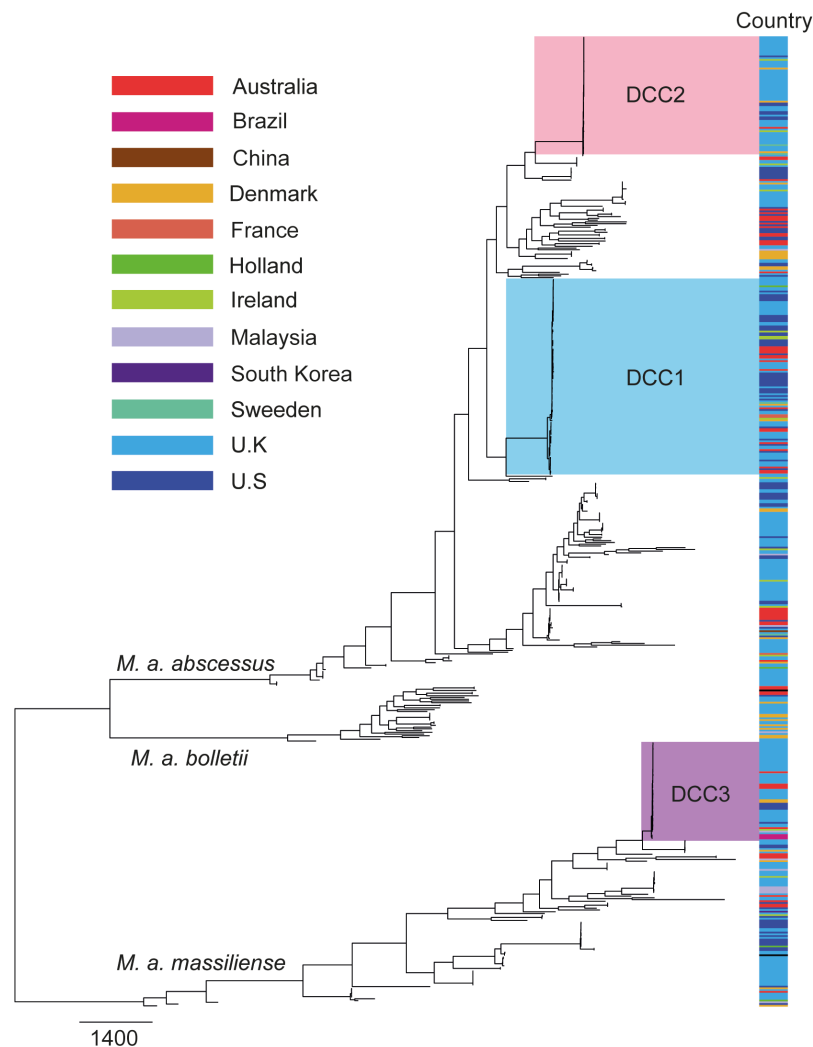 Country
DCC2
Australia
Brazil
China
Denmark
France
Holland
Ireland
Malaysia
South Korea
Sweeden
U.K
U.S
DCC1
M. a. abscessus
M. a. bolletii
DCC3
M. a. massiliense
1400